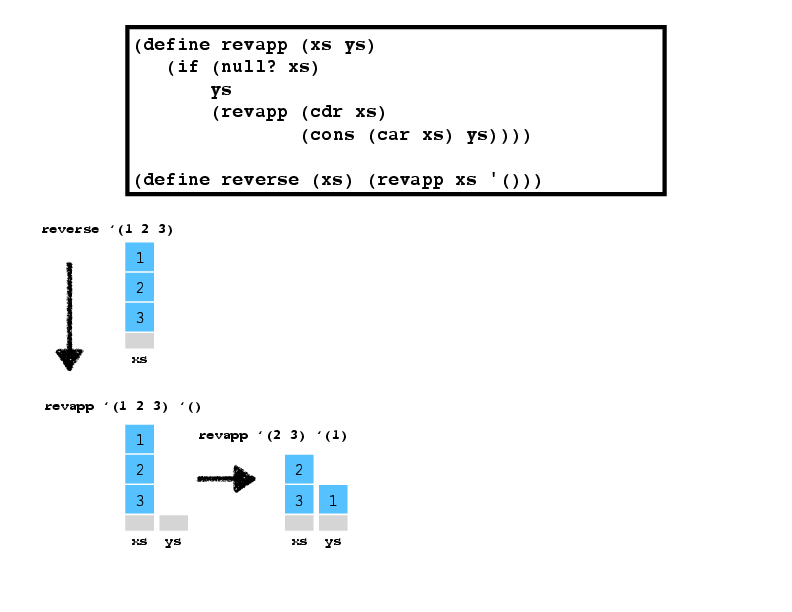 (define revapp (xs ys)
   (if (null? xs)
       ys
       (revapp (cdr xs)
               (cons (car xs) ys))))
(define reverse (xs) (revapp xs '()))
reverse ‘(1 2 3)
1
2
3
xs
revapp ‘(1 2 3) ‘()
1
2
3
xs ys
revapp ‘(2 3) ‘(1)
2
3 1
xs ys